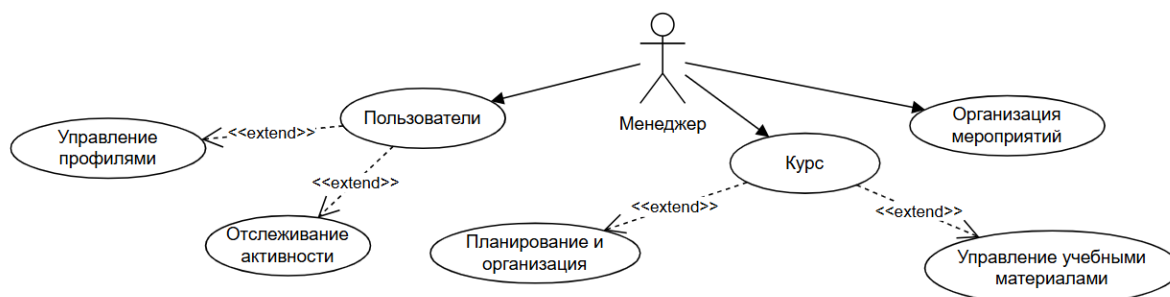 Менеджер
Пользователи
Организация
мероприятий
<<extend>>
Управление
профилями
Курс
<<extend>>
<<extend>>
<<extend>>
Отслеживание
активности
Планирование и
организация
Управление учебными
материалами